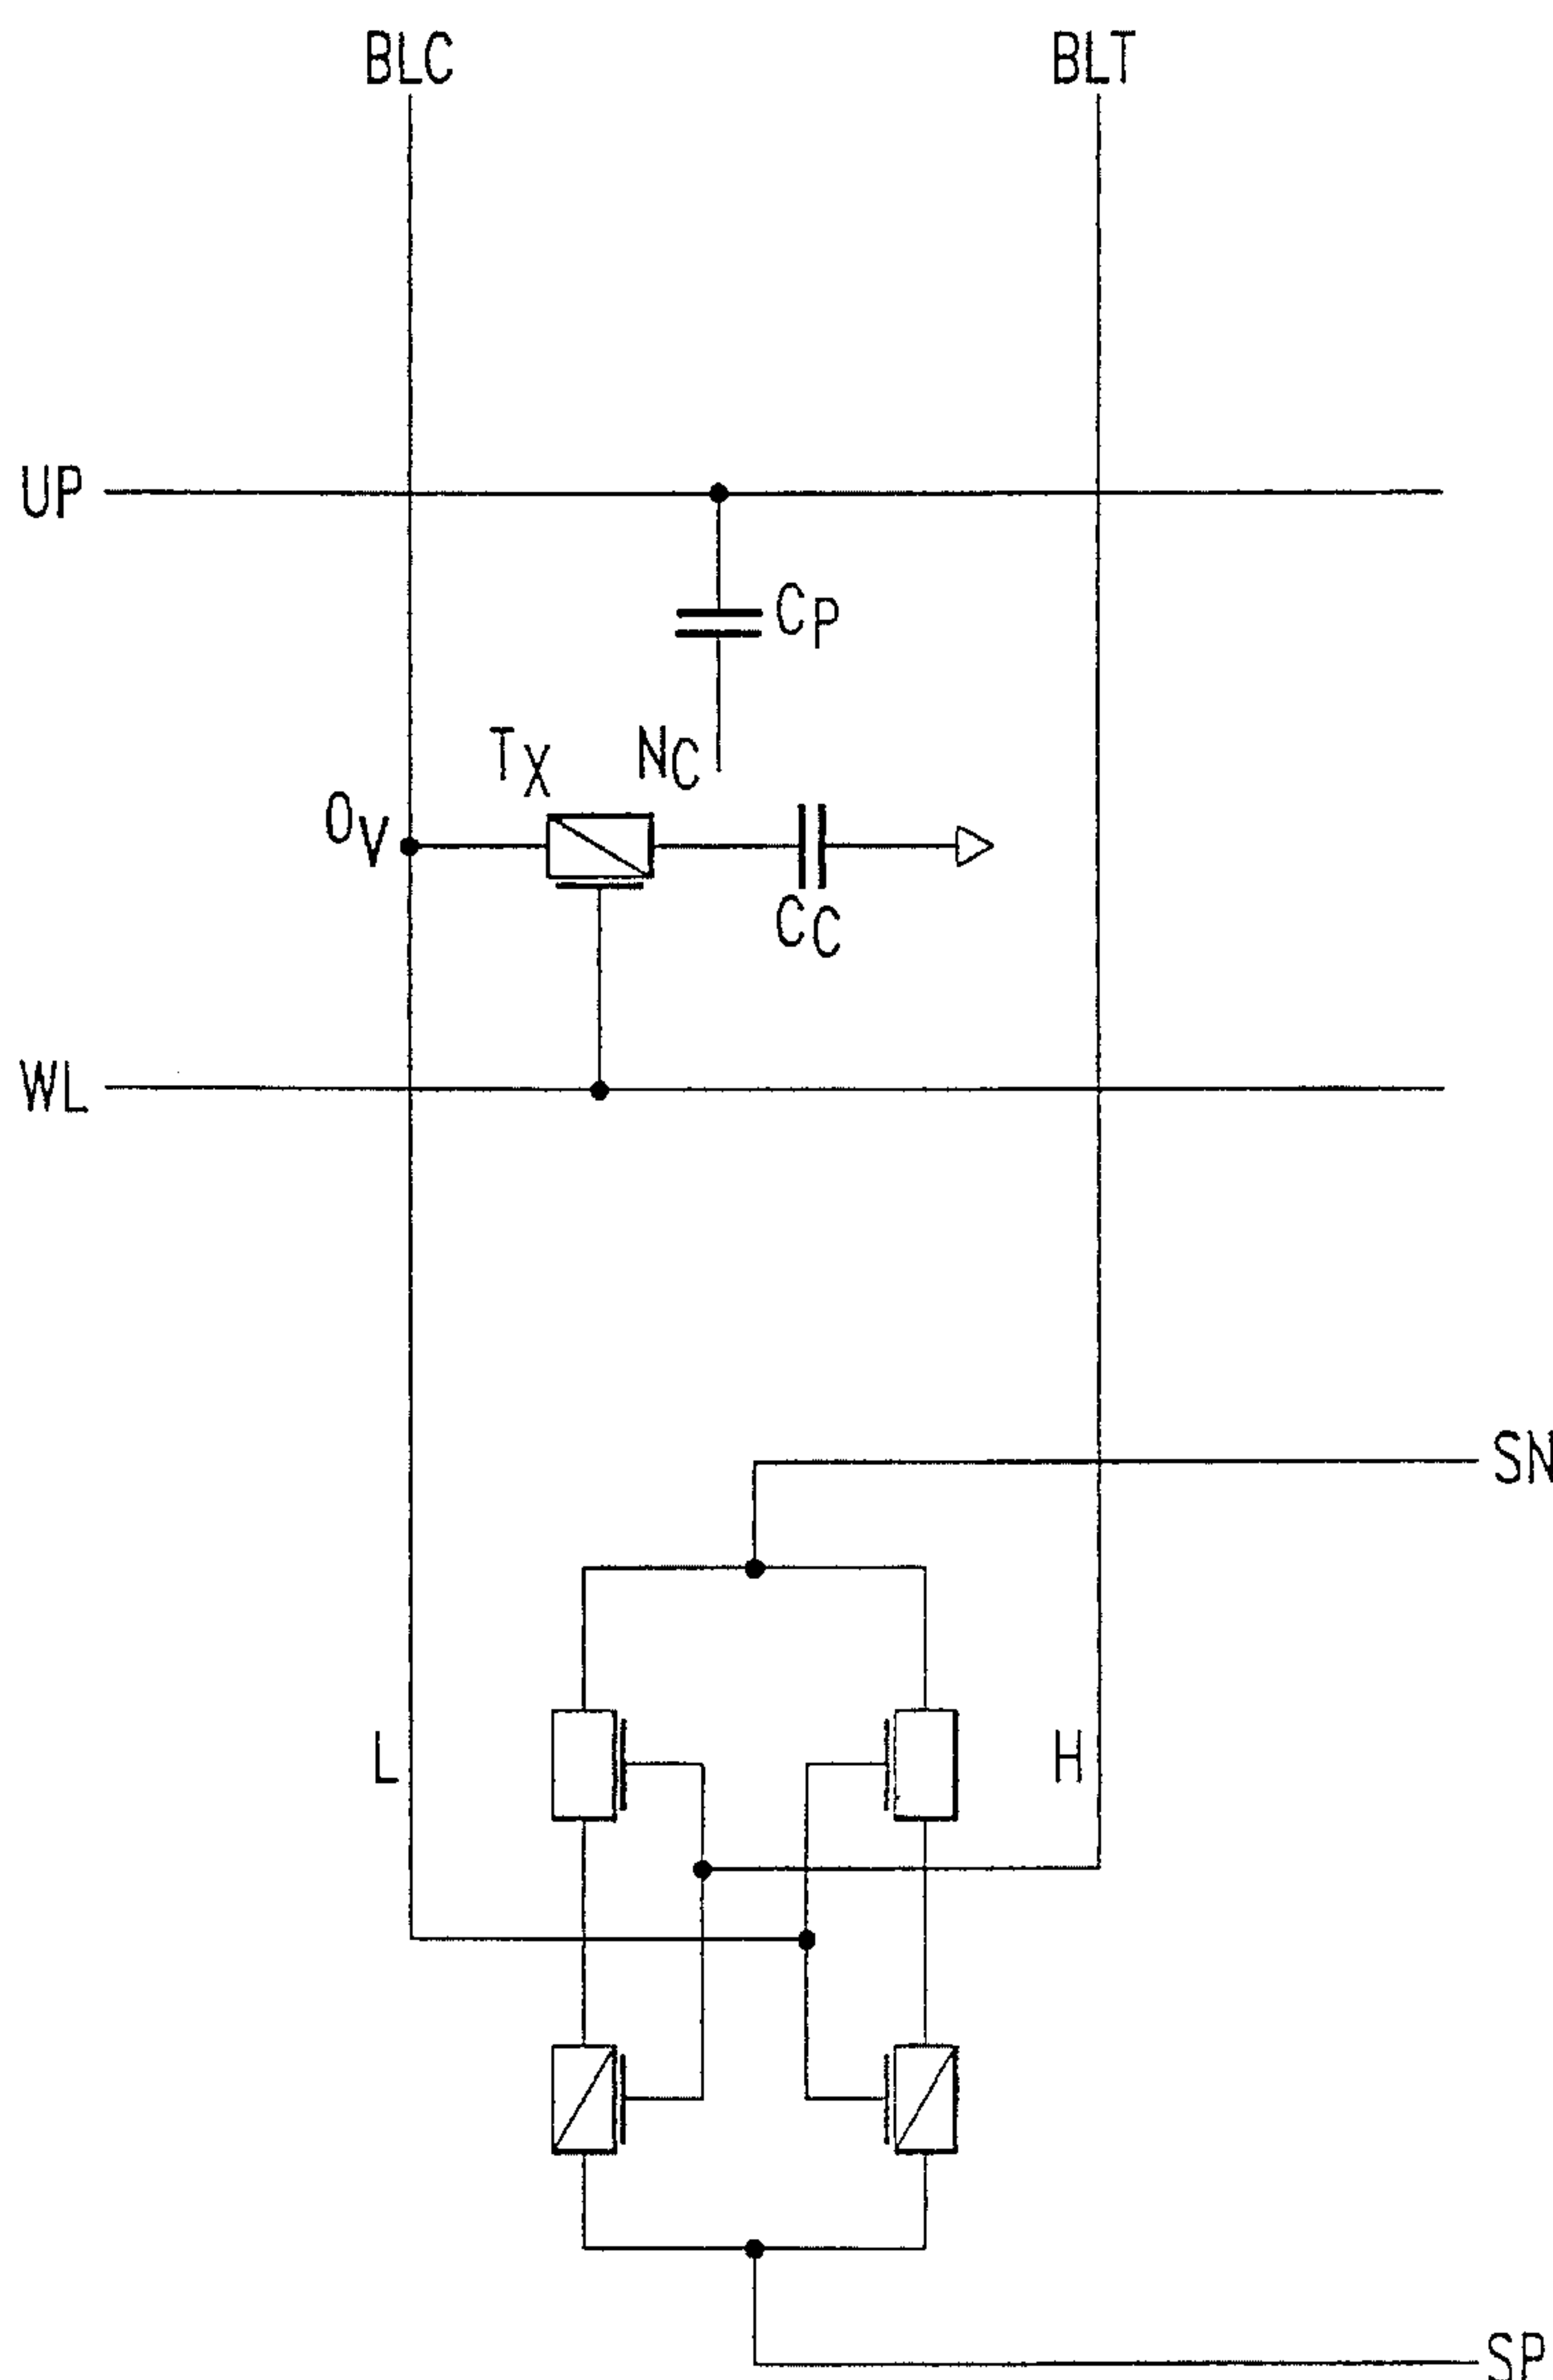 BLC BLT
UP
CP
TX NC
0V
CC
WL
SN
L H
SP